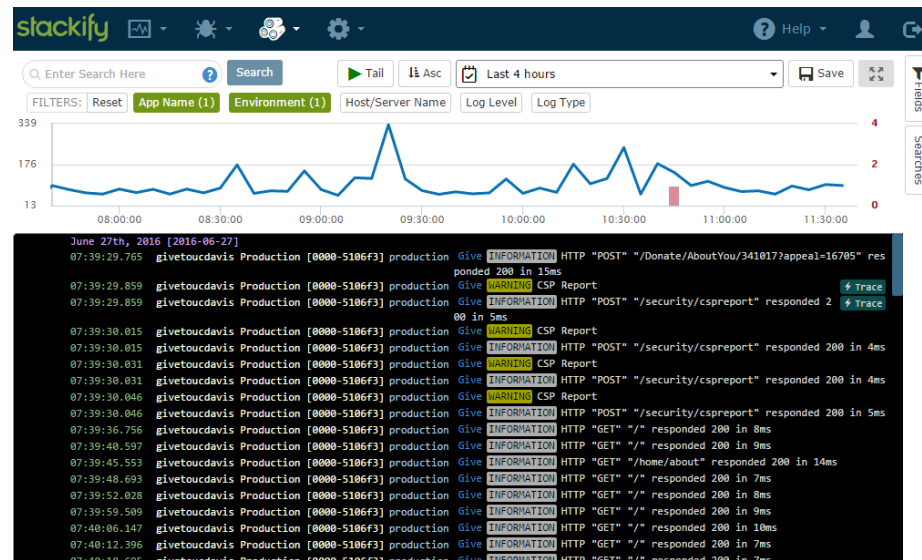 stackify Help
Enter Search Here ? Search Tail Asc Last 4 hours Save
FILTERS: Reset App Name (1) Environment (1) Host/Server Name Log Level Log Type
Fields
Searches
339 4
176 2
13 0
08:00:00 08:30:00 09:00:00 09:30:00 10:00:00 10:30:00 11:00:00 11:30:00
June 27th, 2016 [2016-06-27]
07:39:29.765 givetoucdavis Production [0000-5106f3] production Give INFORMATION HTTP "POST" "/Donate/AboutYou/341017?appeal=16705" res
ponded 200 in 15ms
07:39:29.859 givetoucdavis Production [0000-5106f3] production Give WARNING CSP Report Trace
07:39:29.859 givetoucdavis Production [0000-5106f3] production Give INFORMATION HTTP "POST" "/security/cspreport" responded 2 Trace
00 in 5ms
07:39:30.015 givetoucdavis Production [0000-5106f3] production Give WARNING CSP Report
07:39:30.015 givetoucdavis Production [0000-5106f3] production Give INFORMATION HTTP "POST" "/security/cspreport" responded 200 in 4ms
07:39:30.031 givetoucdavis Production [0000-5106f3] production Give WARNING CSP Report
07:39:30.031 givetoucdavis Production [0000-5106f3] production Give INFORMATION HTTP "POST" "/security/cspreport" responded 200 in 4ms
07:39:30.046 givetoucdavis Production [0000-5106f3] production Give WARNING CSP Report
07:39:30.046 givetoucdavis Production [0000-5106f3] production Give INFORMATION HTTP "POST" "/security/cspreport" responded 200 in 5ms
07:39:36.756 givetoucdavis Production [0000-5106f3] production Give INFORMATION HTTP "GET" "/" responded 200 in 8ms
07:39:40.597 givetoucdavis Production [0000-5106f3] production Give INFORMATION HTTP "GET" "/" responded 200 in 9ms
07:39:45.553 givetoucdavis Production [0000-5106f3] production Give INFORMATION HTTP "GET" "/home/about" responded 200 in 14ms
07:39:48.693 givetoucdavis Production [0000-5106f3] production Give INFORMATION HTTP "GET" "/" responded 200 in 7ms
07:39:52.028 givetoucdavis Production [0000-5106f3] production Give INFORMATION HTTP "GET" "/" responded 200 in 8ms
07:39:59.509 givetoucdavis Production [0000-5106f3] production Give INFORMATION HTTP "GET" "/" responded 200 in 9ms
07:40:06.147 givetoucdavis Production [0000-5106f3] production Give INFORMATION HTTP "GET" "/" responded 200 in 10ms
07:40:12.396 givetoucdavis Production [0000-5106f3] production Give INFORMATION HTTP "GET" "/" responded 200 in 7ms
givetoucdavis Production [0000-5106f3] production Give INFORMATION HTTP "GET" "/" responded 200 in